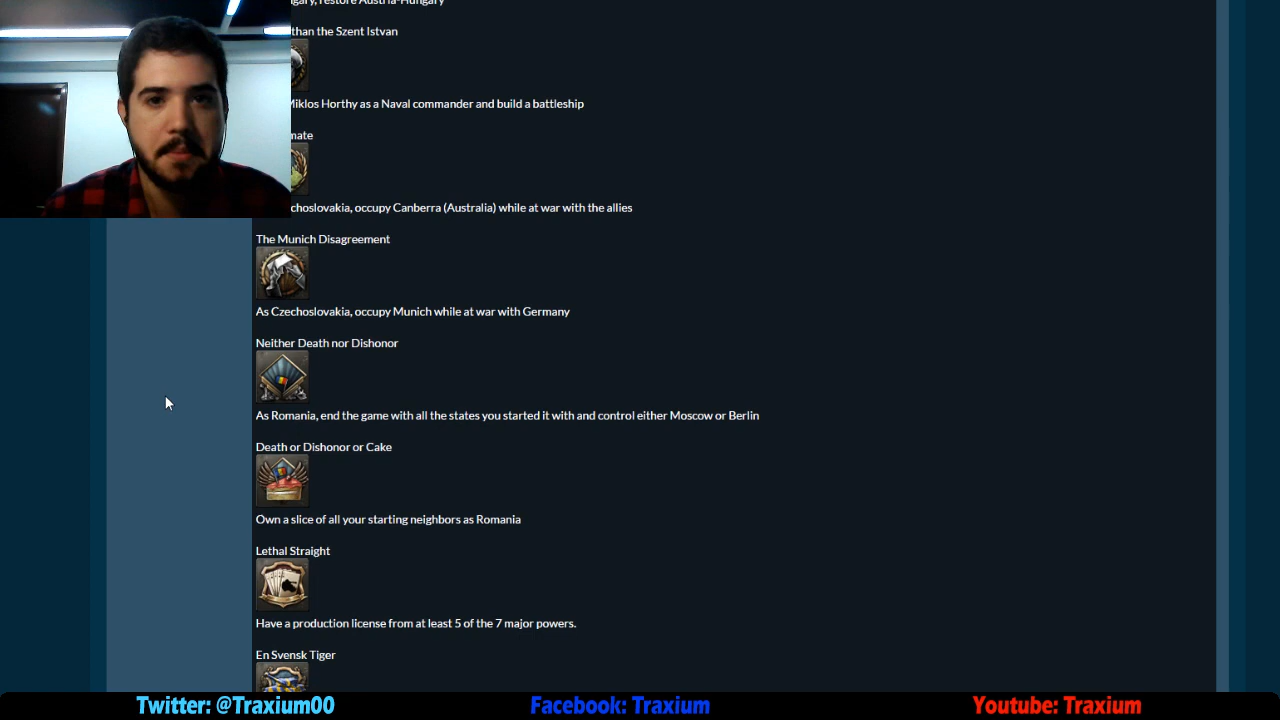 restore Austria-Hungary
than the Szent Istvan
Miklos Horthy as a Naval commander and build a battleship
choslovakia, occupy Canberra (Australia) while at war with the allies
The Munich Disagreement
As Czechoslovakia, occupy Munich while at war with Germany
Neither Death nor Dishonor
As Romania, end the game with all the states you started it with and control either Moscow or Berlin
Death or Dishonor or Cake
Own a slice of all your starting neighbors as Romania
Lethal Straight
Have a production license from at least 5 of the 7 major powers.
En Svensk Tiger
Twitter: @Traxium00 Facebook: Traxium Youtube: Traxium